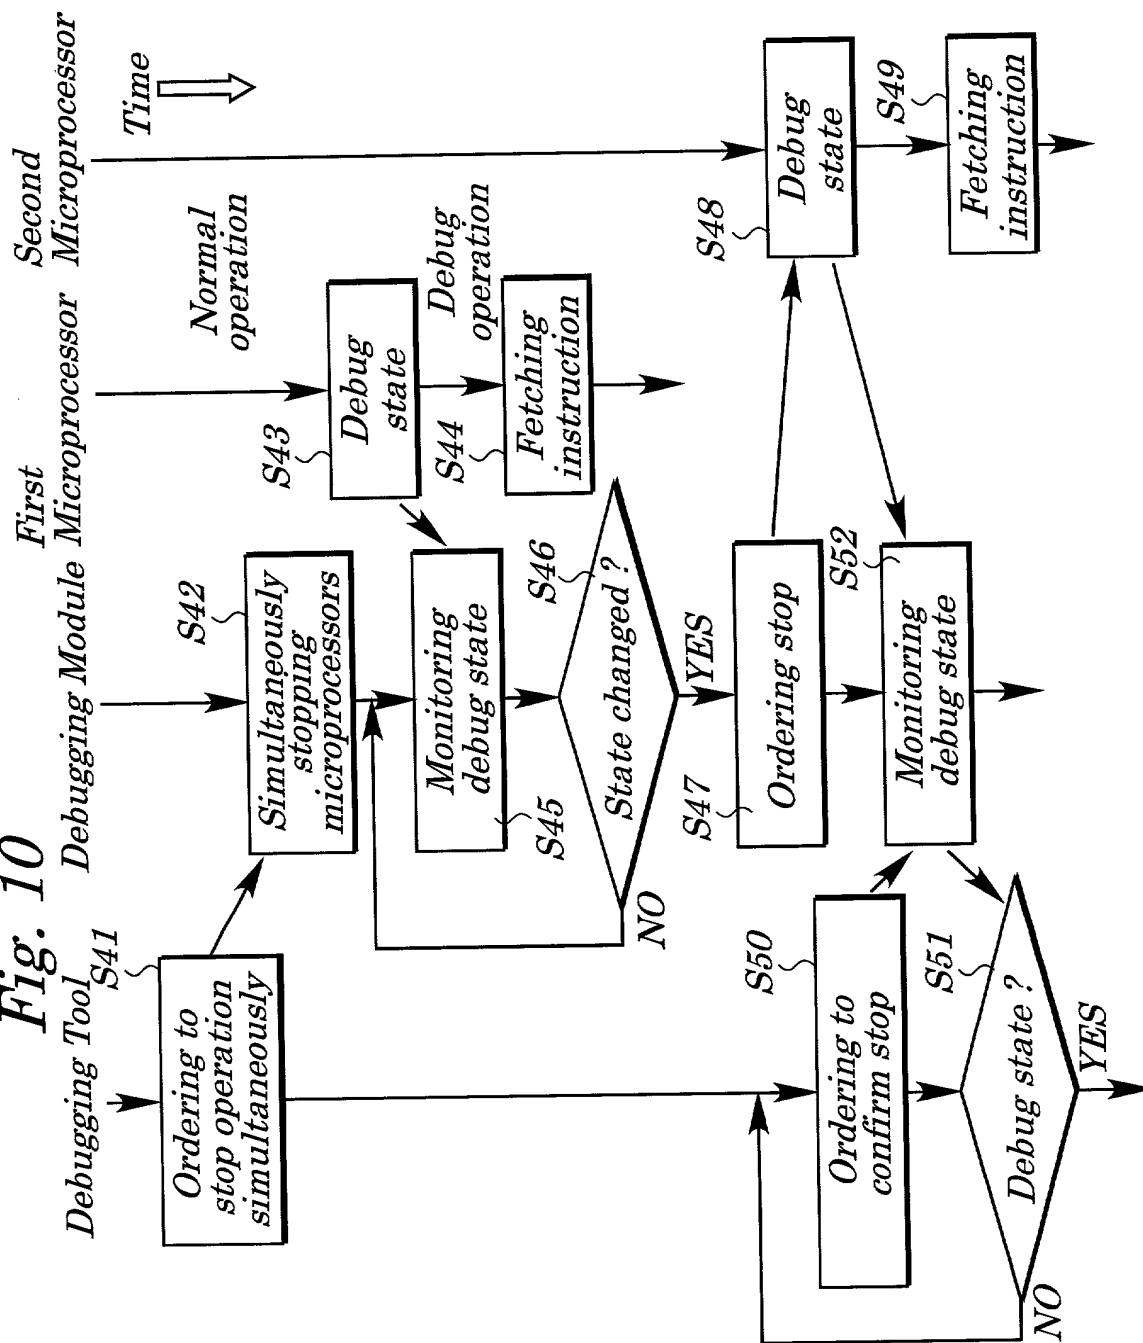 Fig. 10
Debugging Tool
Debugging Module
First
Microprocessor
Second
Microprocessor
Time
Normal
operation
S41
Ordering to
stop operation
simultaneously
S42
Simultaneously
stopping
microprocessors
S43
Debug
state
Debug
operation
S44
Fetching
instruction
Monitoring
debug state
S45
S46
State changed ?
NO
YES
S47
Ordering stop
S48
Debug
state
S49
Fetching
instruction
S50
Ordering to
confirm stop
S52
Monitoring
debug state
S51
Debug state ?
NO
YES